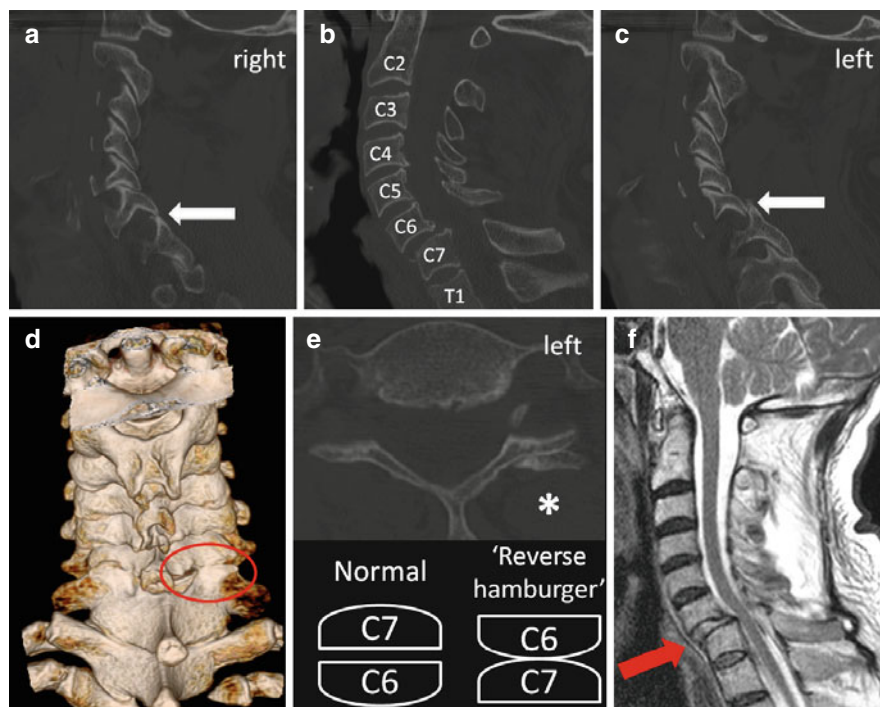 a
right
b
C2
C3
C4
C5
C6
C7
T1
c
left
d
e
left
*
Normal
'Reverse
hamburger'
C7
C6
C6
C7
f